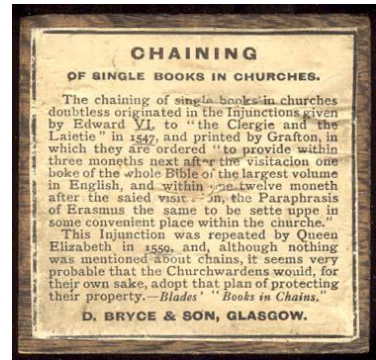 CHAINING
OF SINGLE BOOKS IN CHURCHES.
The chaining of single books in churches
doubtless originated in the Injunctions given
by Edward VI. to "the Clergie and the
Laietie" in 1547, and printed by Grafton, in
which they are ordered "to provide within
three moneths next after the visitacion one
boke of the whole Bible of the largest volume
in English, and within one twelve moneth
after the saied visit on, the Paraphrasis
of Erasmus the same to be sette uppe in
some convenient place within the churche."
This Injunction was repeated by Queen
Elizabeth in 1559, and, although nothing
was mentioned about chains, it seems very
probable that the Churchwardens would, for
their own sake, adopt that plan of protecting
their property.—Blades' "Books in Chains."
D. BRYCE & SON, GLASGOW.